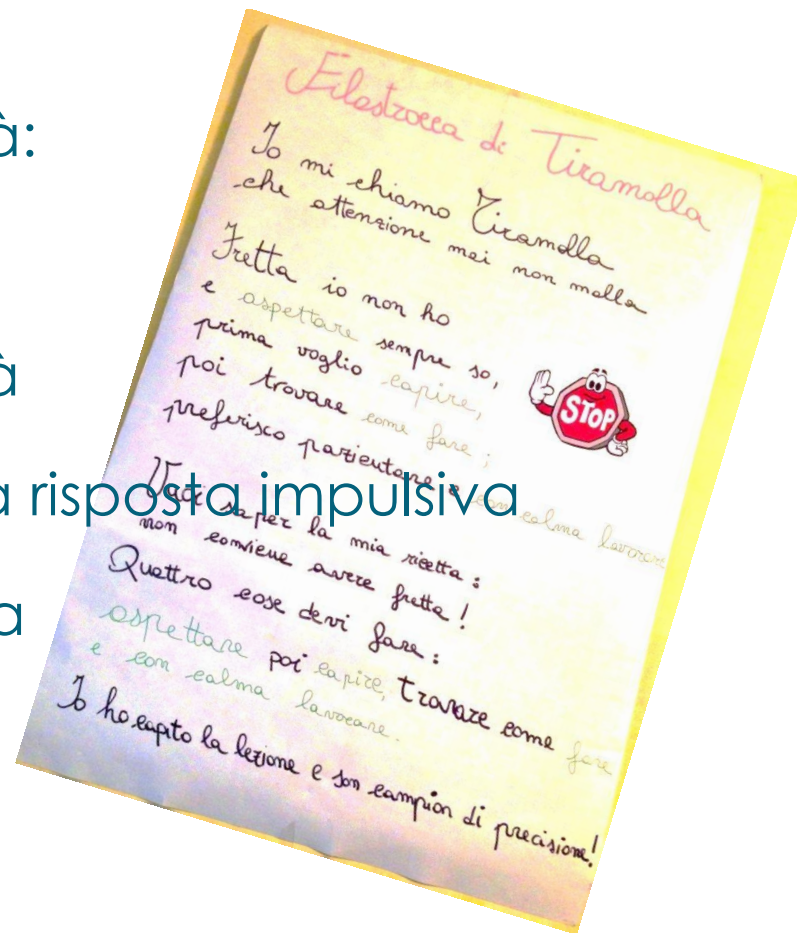 à:
à
a risposta impulsiva
a
Filastrocca di Tiramolla
Io mi chiamo Tiramolla
che attenzione mai non molla
Fretta io non ho
e aspettare sempre so,
prima voglio capire,
poi trovare come fare ;
preferisco pazientare e con calma lavorare
STOP
saper la mia ricetta :
non conviene avere fretta !
Quattro cose devi fare :
aspettare poi capire, trovare come fare
e con calma lavorare.
Io ho capito la lezione e son campion di precisione!